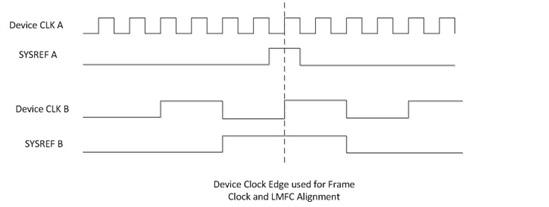 Device CLK A
SYSREF A
Device CLK B
SYSREF B
Device Clock Edge used for Frame
Clock and LMFC Alignment